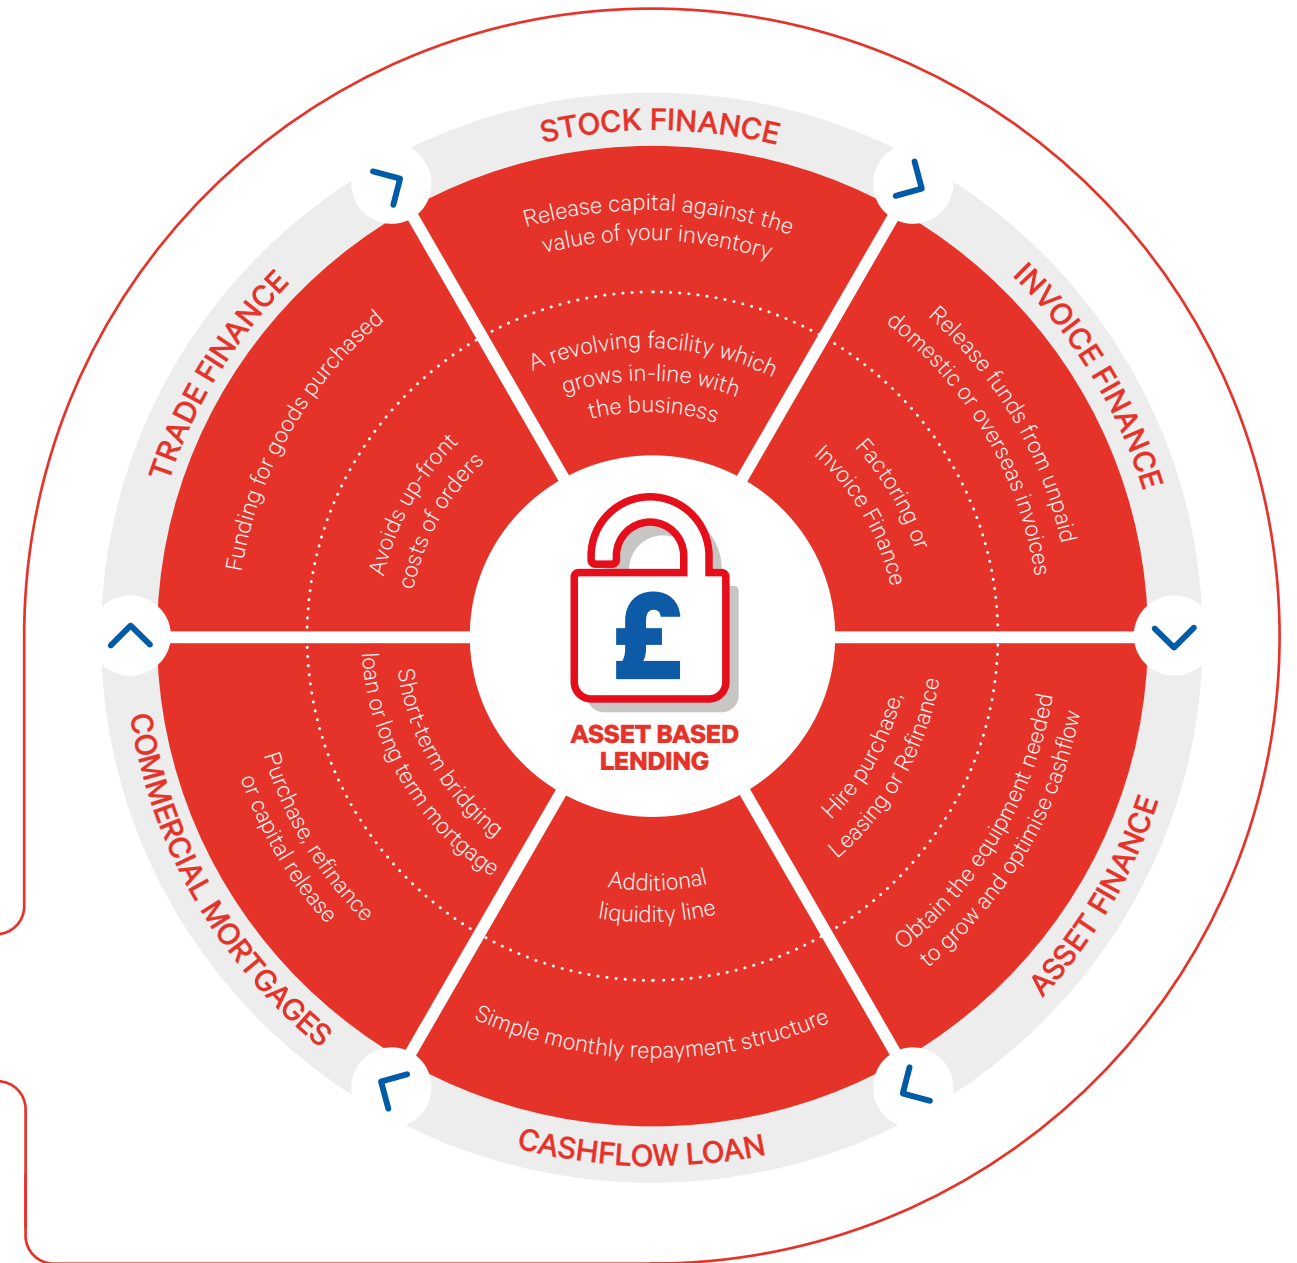 STOCK FINANCE
Release capital against the
value of your inventory
A revolving facility which
grows in-line with
the business
INVOICE FINANCE
Release funds from unpaid
domestic or overseas invoices
Factoring or
Invoice Finance
ASSET FINANCE
Hire purchase,
Leasing or Refinance
Obtain the equipment needed
to grow and optimise cashflow
CASHFLOW LOAN
Additional
liquidity line
Simple monthly repayment structure
COMMERCIAL MORTGAGES
Short-term bridging
loan or long term mortgage
Purchase, refinance
or capital release
TRADE FINANCE
Funding for goods purchased
Avoids up-front
costs of orders
£
ASSET BASED
LENDING